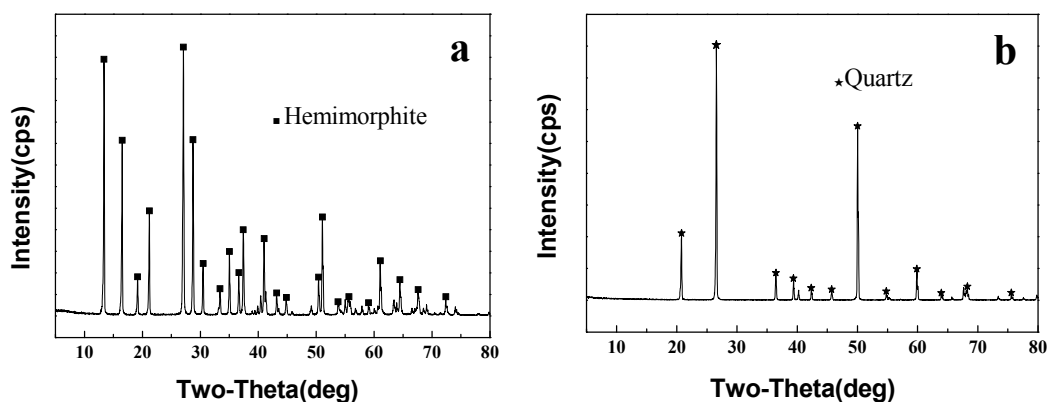 a
■ Hemimorphite
Intensity(cps)
10 20 30 40 50 60 70 80
Two-Theta(deg)
b
★Quartz
Intensity(cps)
10 20 30 40 50 60 70 80
Two-Theta(deg)